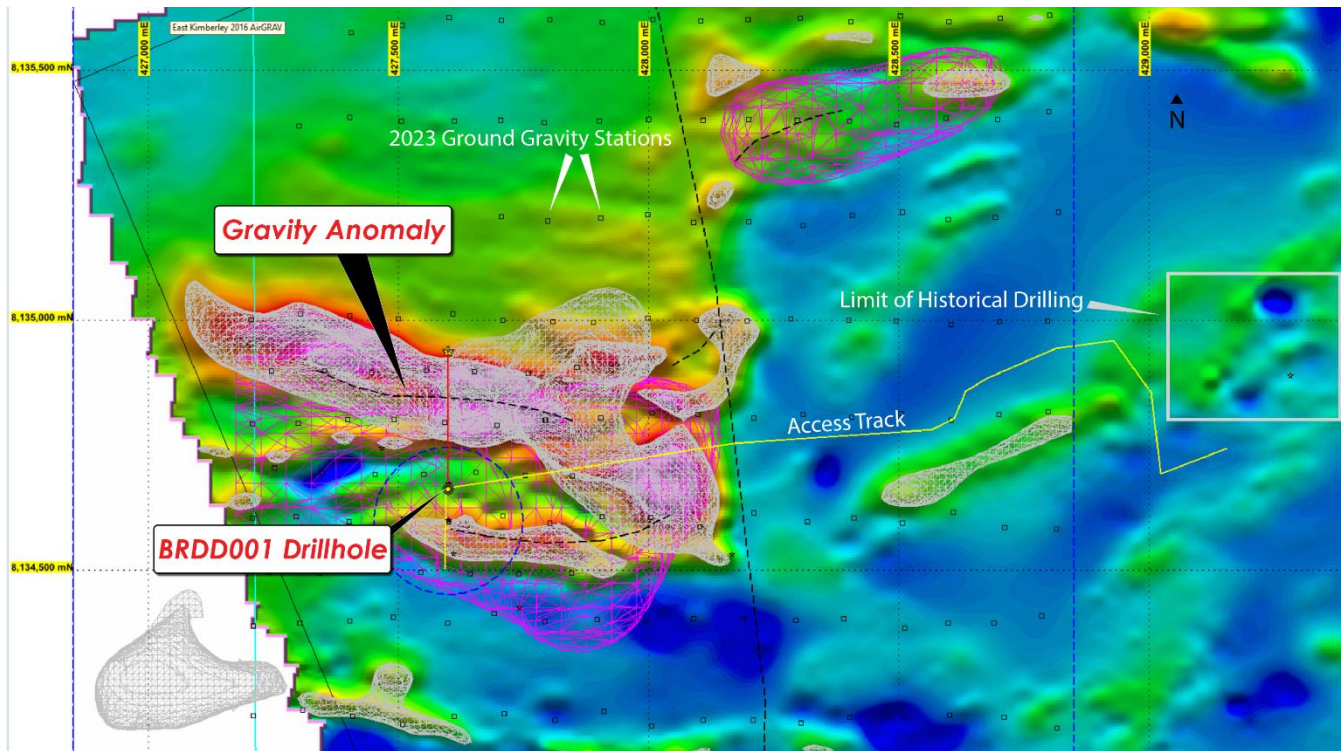 East Kimberley 2016 AirGRAV
427,000 mE
427,500 mE
428,000 mE
428,500 mE
429,000 mE
8,135,500 mN
N
2023 Ground Gravity Stations
Gravity Anomaly
Limit of Historical Drilling
8,135,000 mN
Access Track
BRDD001 Drillhole
8,134,500 mN